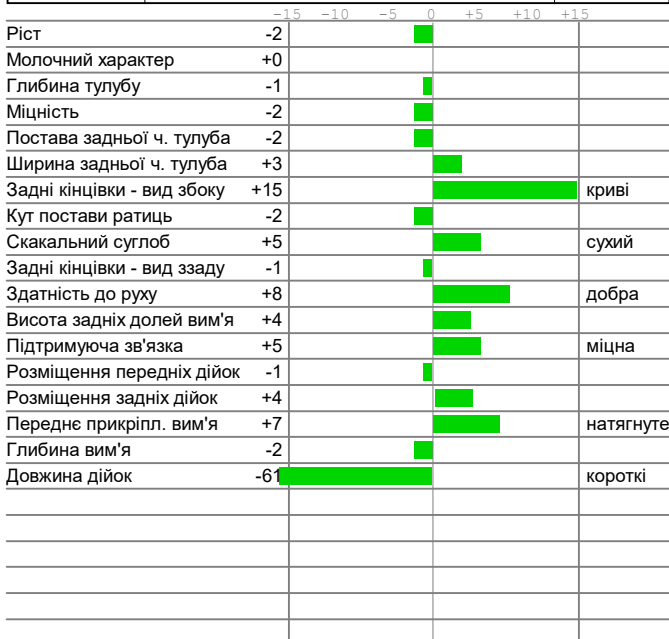 -15 -10 -5 0 +5 +10 +15
Ріст -2
Молочний характер +0
Глибина тулубу -1
Міцність -2
Постава задньої ч. тулуба -2
Ширина задньої ч. тулуба +3
Задні кінцівки - вид збоку +15 криві
Кут постави ратиць -2
Скакальний суглоб +5 сухий
Задні кінцівки - вид ззаду -1
Здатність до руху +8 добра
Висота задніх долей вим'я +4
Підтримуюча зв'язка +5 міцна
Розміщення передніх дійок -1
Розміщення задніх дійок +4
Переднє прикріпл. вим'я +7 натягнуте
Глибина вим'я -2
Довжина дійок -61 короткі